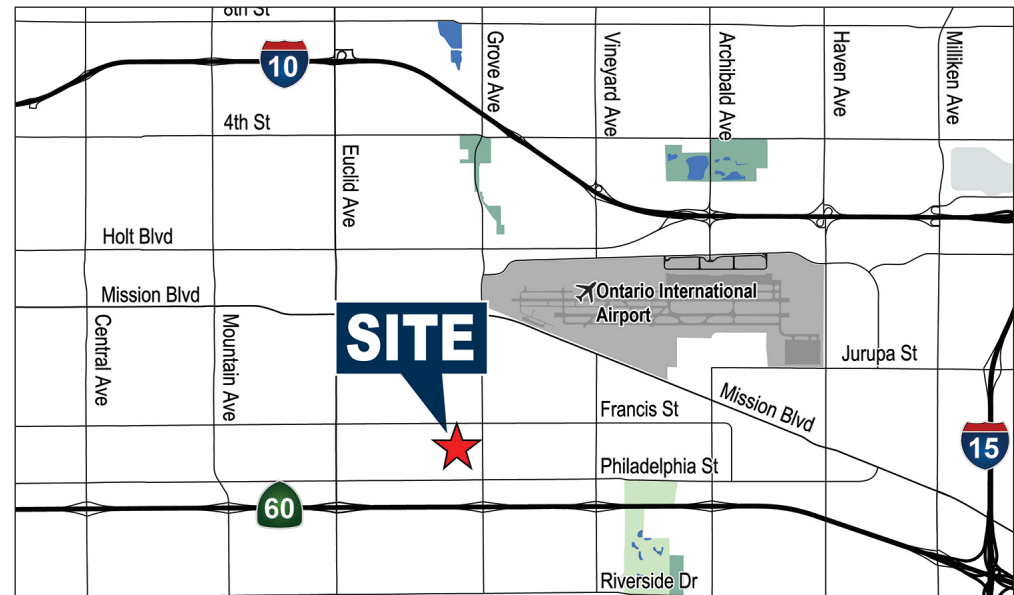 8th St
10
Grove Ave
Vineyard Ave
Archibald Ave
Haven Ave
Milliken Ave
4th St
Euclid Ave
Holt Blvd
Mission Blvd
Ontario International
Airport
SITE
Central Ave
Mountain Ave
Jurupa St
Francis St
Mission Blvd
15
Philadelphia St
60
Riverside Dr